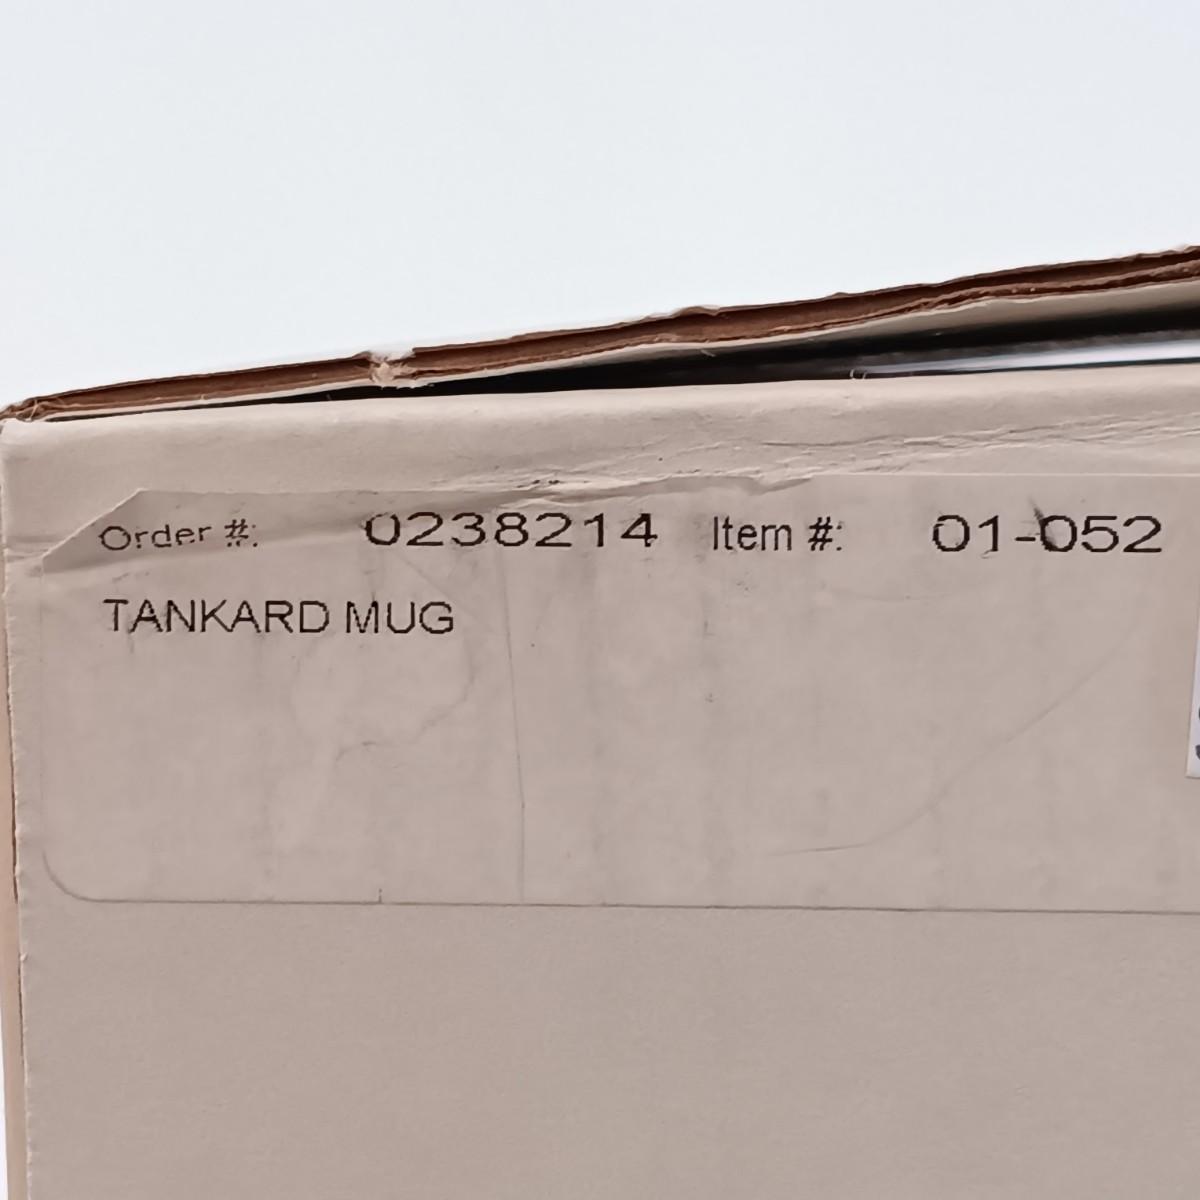 Order #: 0238214 Item #: 01-052
TANKARD MUG